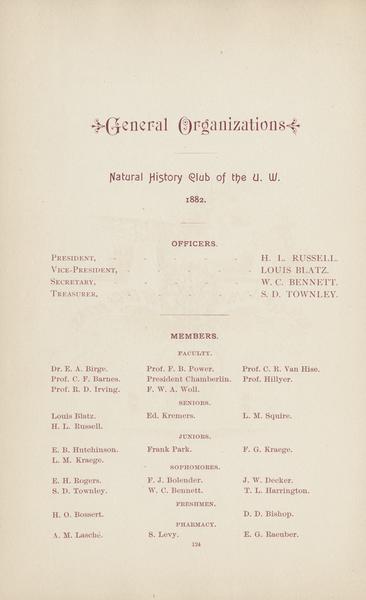 General Organizations
Natural History Club of the U. W.
1882.
OFFICERS.
President, - - - - - H. L. RUSSELL.
Vice-President, - - - - - LOUIS BLATZ.
Secretary, - - - - - W. C. BENNETT.
Treasurer, - - - - - S. D. TOWNLEY.
MEMBERS.
FACULTY.
Dr. E. A. Birge. Prof. F. B. Power. Prof. C. R. Van Hise.
Prof. C. F. Barnes. President Chamberlin. Prof. Hillyer.
Prof. R. D. Irving. F. W. A. Woll.
SENIORS.
Louis Blatz. Ed. Kremers. L. M. Squire.
H. L. Russell.
JUNIORS.
E. B. Hutchinson. Frank Park. F. G. Kraege.
L. M. Kraege.
SOPHOMORES.
E. H. Rogers. F. J. Bolender. J. W. Decker.
S. D. Townley. W. C. Bennett. T. L. Harrington.
FRESHMEN.
H. O. Bossert. D. D. Bishop.
PHARMACY.
A. M. Lasché. S. Levy. E. G. Raeuber.
124